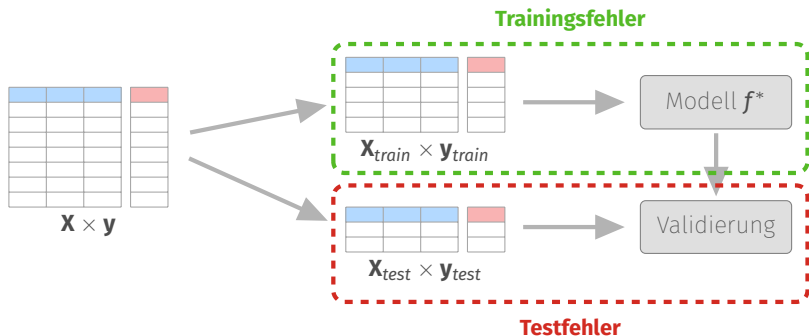 Trainingsfehler
Modell f*
X_train × y_train
X × y
Validierung
X_test × y_test
Testfehler